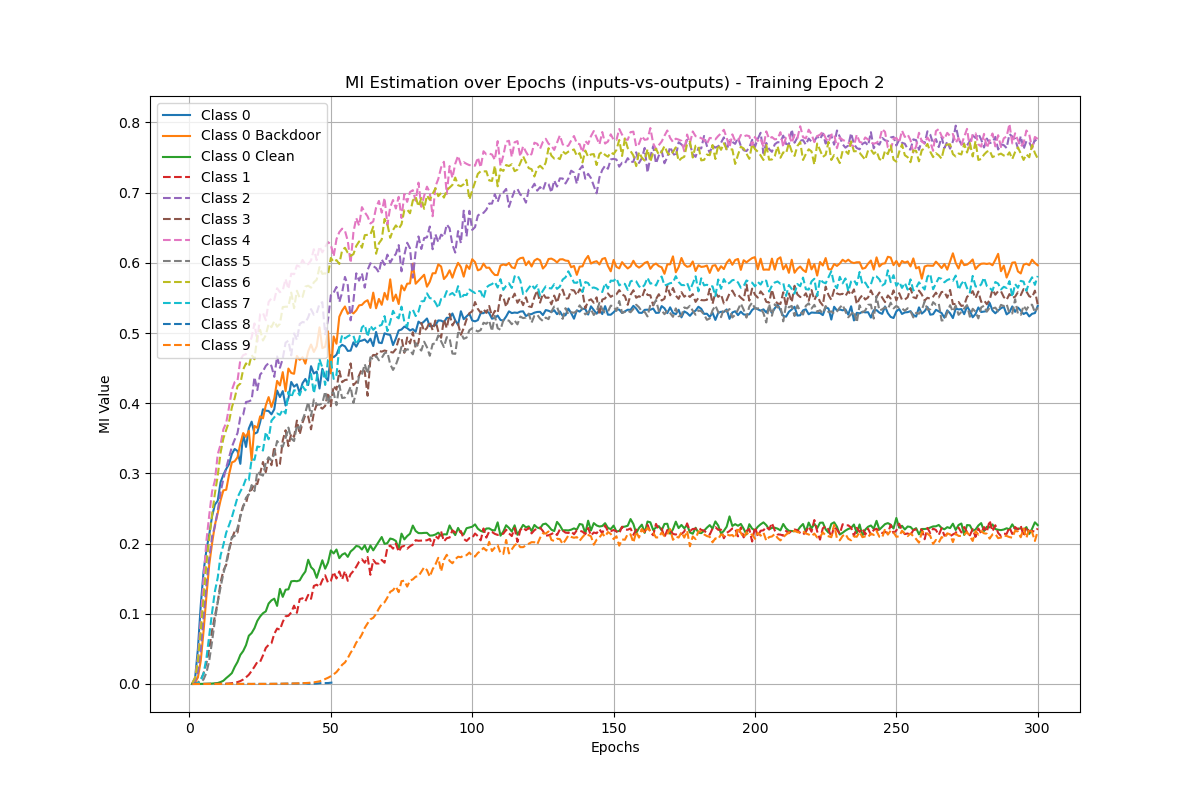 MI Estimation over Epochs (inputs-vs-outputs) - Training Epoch 2
Class 0
Class 0 Backdoor
Class 0 Clean
Class 1
Class 2
Class 3
Class 4
Class 5
Class 6
Class 7
Class 8
Class 9
0.8
0.7
0.6
0.5
0.4
0.3
0.2
0.1
0.0
MI Value
0 50 100 150 200 250 300
Epochs